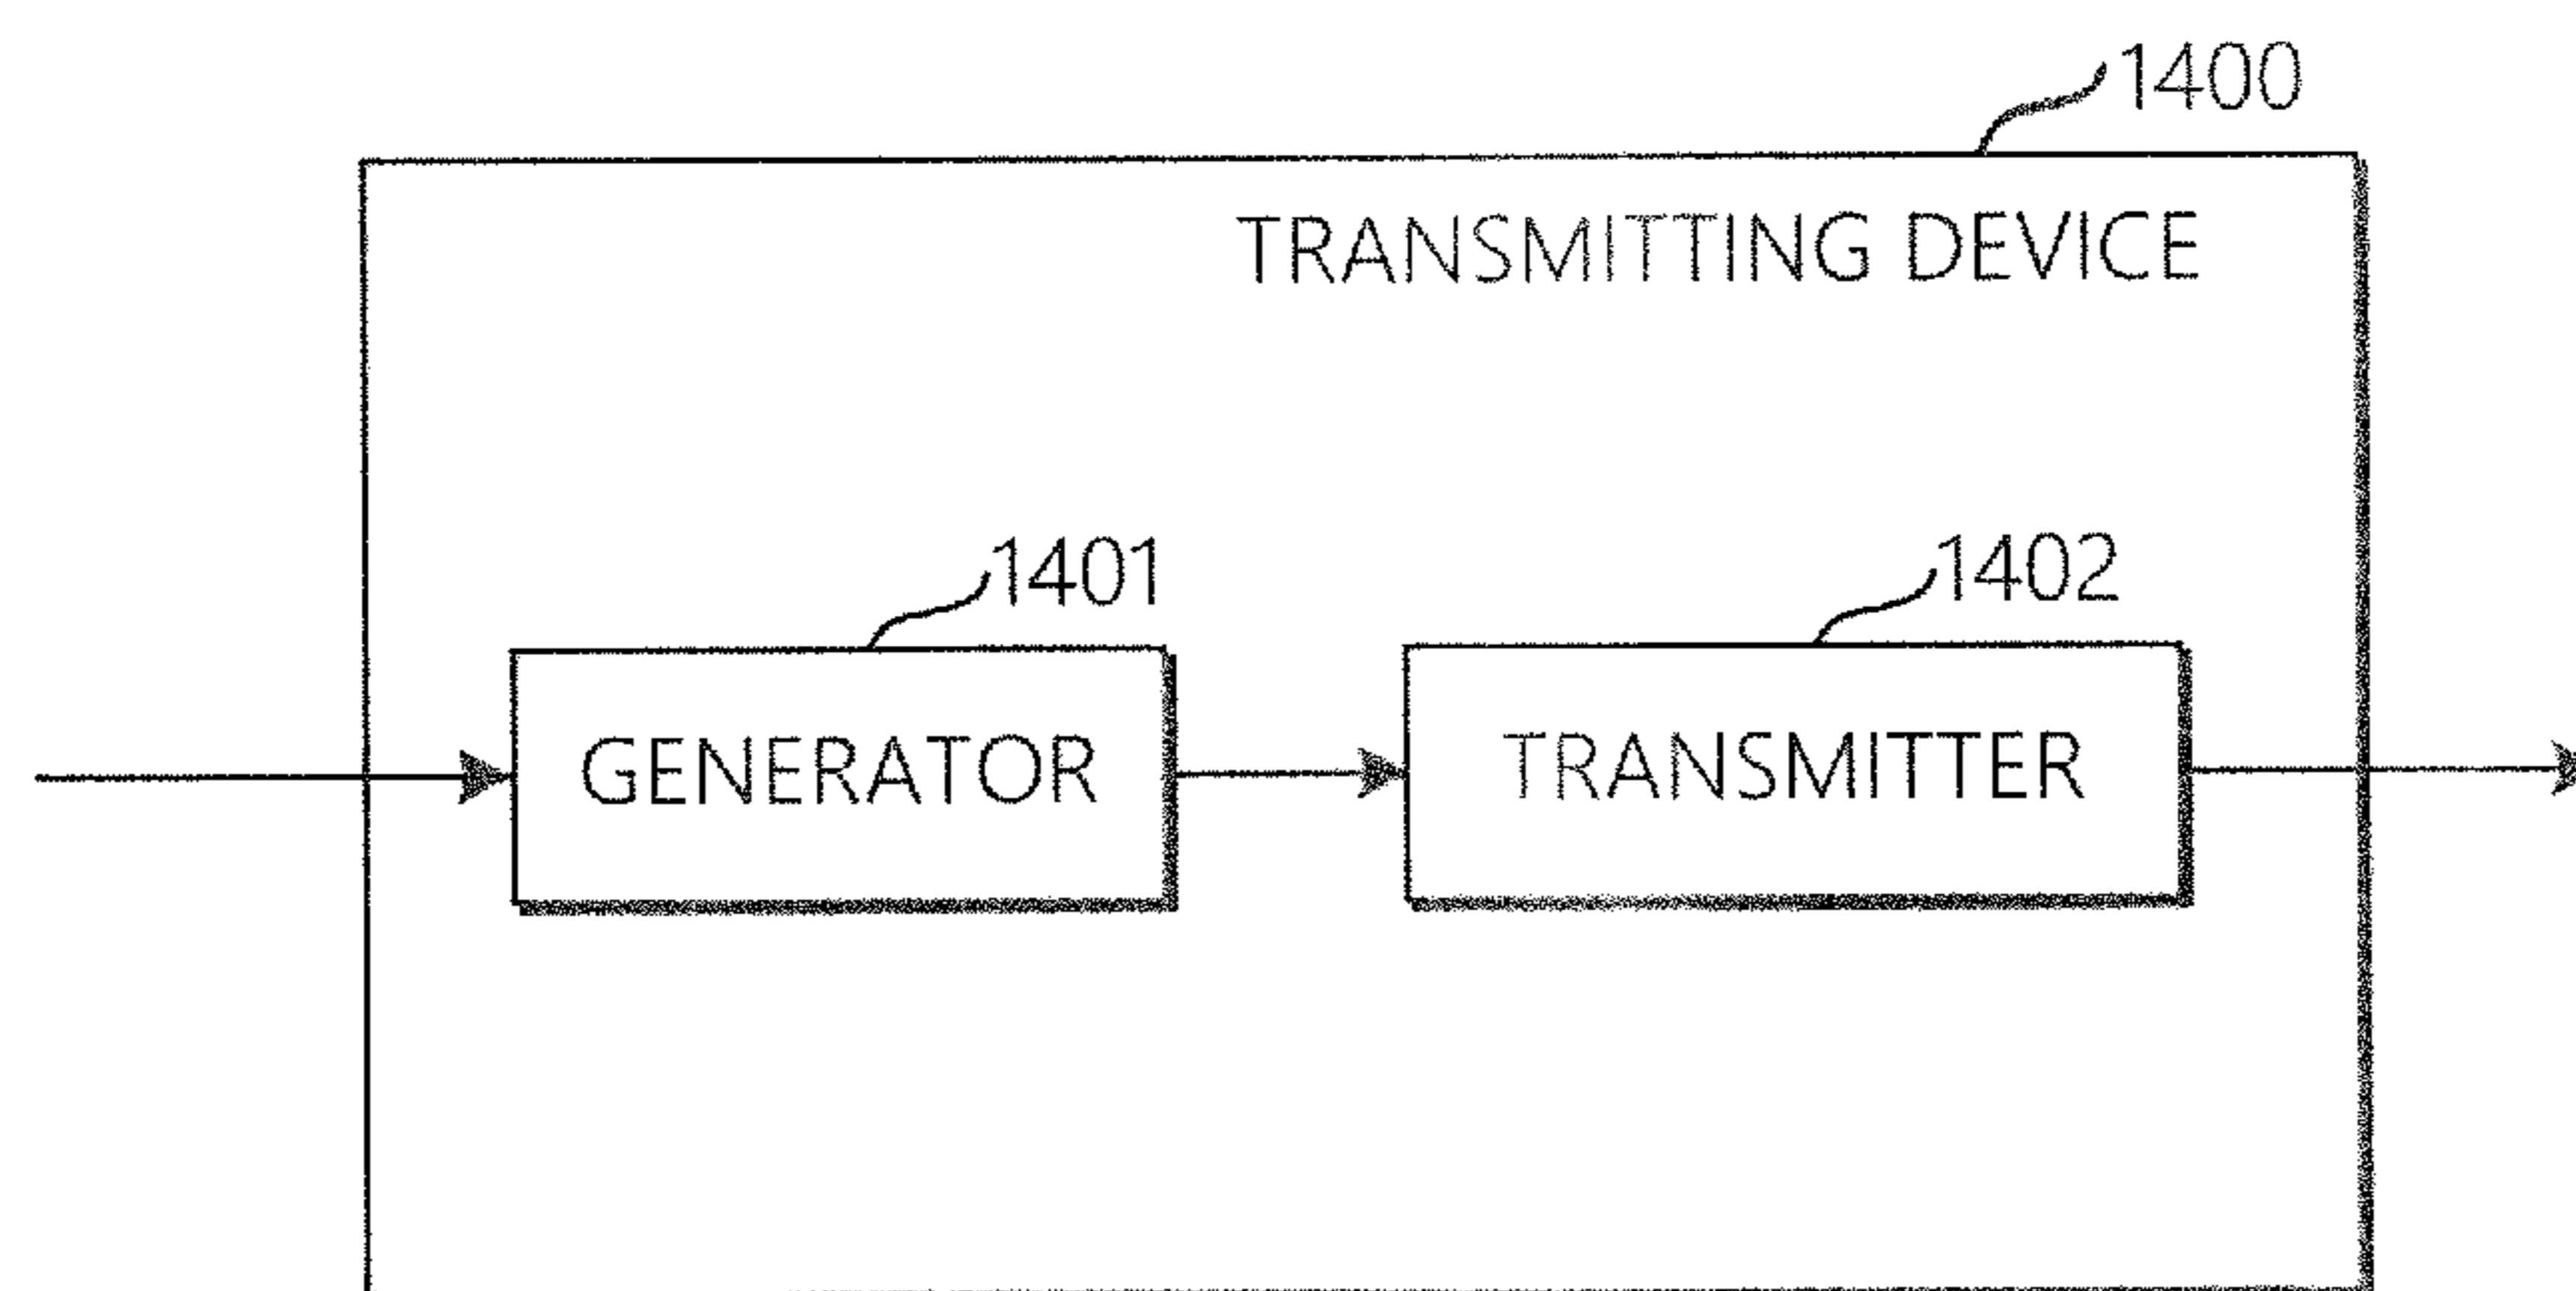 1400
TRANSMITTING DEVICE
1401
1402
GENERATOR
TRANSMITTER